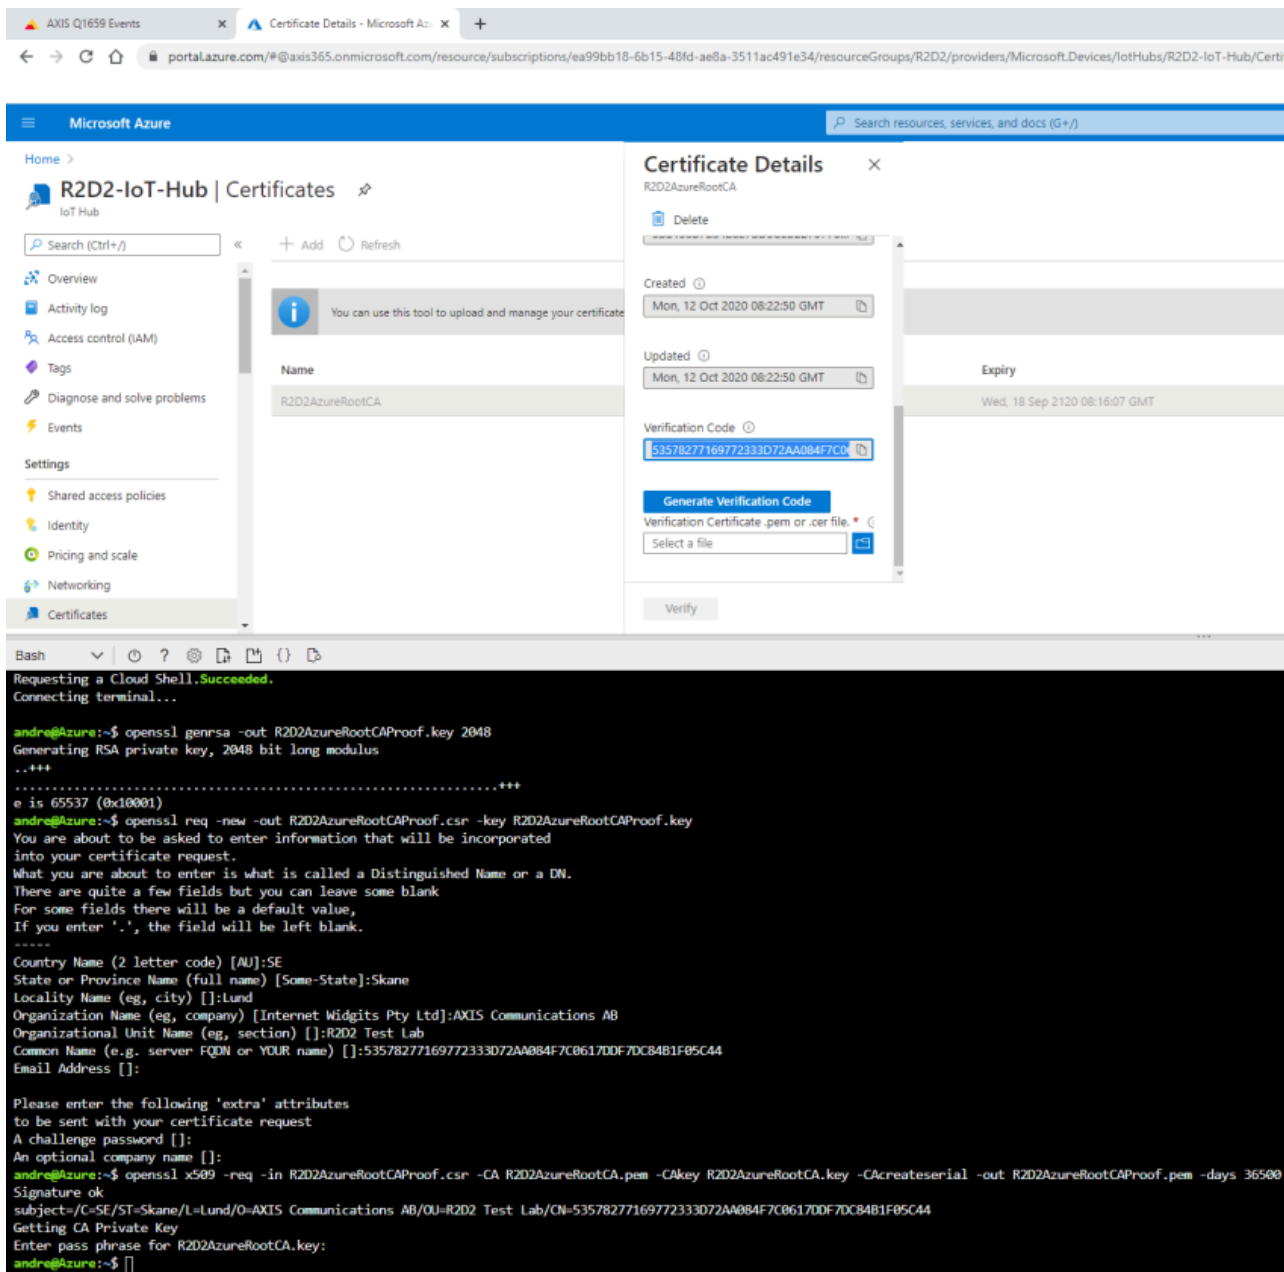 AXIS Q1659 Events
Certificate Details - Microsoft Az
portal.azure.com/#@axis365.onmicrosoft.com/resource/subscriptions/ea99bb18-6b15-48fd-ae8a-3511ac491e34/resourceGroups/R2D2/providers/Microsoft.Devices/IotHubs/R2D2-IoT-Hub/Certi
Microsoft Azure
Search resources, services, and docs (G+/)
Home >
R2D2-IoT-Hub | Certificates
IoT Hub
Search (Ctrl+/)
«
Add
Refresh
Overview
Activity log
Access control (IAM)
Tags
Diagnose and solve problems
Events
Settings
Shared access policies
Identity
Pricing and scale
Networking
Certificates
You can use this tool to upload and manage your certificate
Name
Expiry
R2D2AzureRootCA
Wed, 18 Sep 2120 08:16:07 GMT
Certificate Details
R2D2AzureRootCA
Delete
Created
Mon, 12 Oct 2020 08:22:50 GMT
Updated
Mon, 12 Oct 2020 08:22:50 GMT
Verification Code
53578277169772333D72AA084F7C0
Generate Verification Code
Verification Certificate .pem or .cer file. *
Select a file
Verify
Bash
?
{}
Requesting a Cloud Shell.Succeeded.
Connecting terminal...
andre@Azure:~$ openssl genrsa -out R2D2AzureRootCAProof.key 2048
Generating RSA private key, 2048 bit long modulus
..+++
.................................................................+++
e is 65537 (0x10001)
andre@Azure:~$ openssl req -new -out R2D2AzureRootCAProof.csr -key R2D2AzureRootCAProof.key
You are about to be asked to enter information that will be incorporated
into your certificate request.
What you are about to enter is what is called a Distinguished Name or a DN.
There are quite a few fields but you can leave some blank
For some fields there will be a default value,
If you enter '.', the field will be left blank.
-----
Country Name (2 letter code) [AU]:SE
State or Province Name (full name) [Some-State]:Skane
Locality Name (eg, city) []:Lund
Organization Name (eg, company) [Internet Widgits Pty Ltd]:AXIS Communications AB
Organizational Unit Name (eg, section) []:R2D2 Test Lab
Common Name (e.g. server FQDN or YOUR name) []:53578277169772333D72AA084F7C0617DDF7DC84B1F05C44
Email Address []:
Please enter the following 'extra' attributes
to be sent with your certificate request
A challenge password []:
An optional company name []:
andre@Azure:~$ openssl x509 -req -in R2D2AzureRootCAProof.csr -CA R2D2AzureRootCA.pem -CAkey R2D2AzureRootCA.key -CAcreateserial -out R2D2AzureRootCAProof.pem -days 36500
Signature ok
subject=/C=SE/ST=Skane/L=Lund/O=AXIS Communications AB/OU=R2D2 Test Lab/CN=53578277169772333D72AA084F7C0617DDF7DC84B1F05C44
Getting CA Private Key
Enter pass phrase for R2D2AzureRootCA.key:
andre@Azure:~$